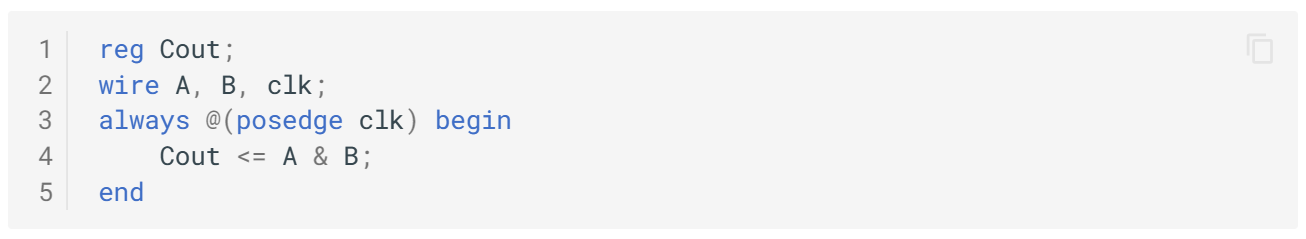 1 reg Cout;
2 wire A, B, clk;
3 always @(posedge clk) begin
4     Cout <= A & B;
5 end